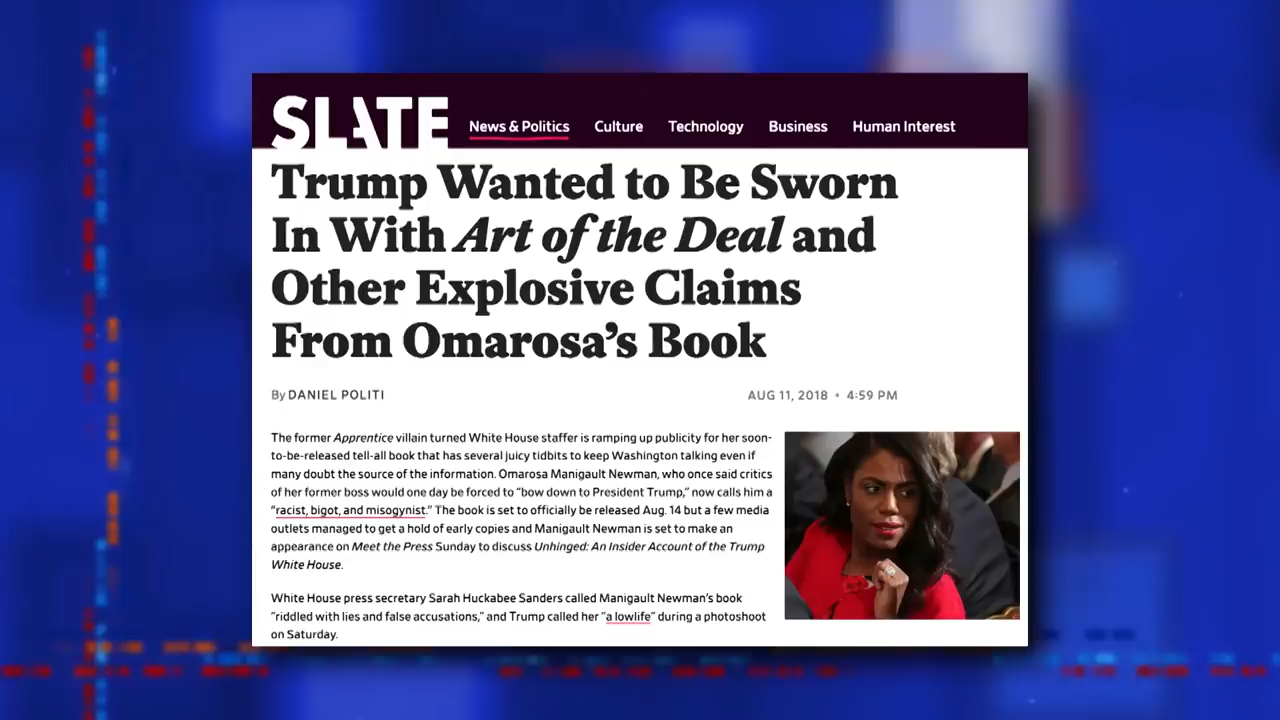 SLATE
News & Politics Culture Technology Business Human Interest
Trump Wanted to Be Sworn
In With Art of the Deal and
Other Explosive Claims
From Omarosa’s Book
By DANIEL POLITI
AUG 11, 2018 • 4:59 PM
The former Apprentice villain turned White House staffer is ramping up publicity for her soon-
to-be-released tell-all book that has several juicy tidbits to keep Washington talking even if
many doubt the source of the information. Omarosa Manigault Newman, who once said critics
of her former boss would one day be forced to “bow down to President Trump,” now calls him a
“racist, bigot, and misogynist.” The book is set to officially be released Aug. 14 but a few media
outlets managed to get a hold of early copies and Manigault Newman is set to make an
appearance on Meet the Press Sunday to discuss Unhinged: An Insider Account of the Trump
White House.
White House press secretary Sarah Huckabee Sanders called Manigault Newman’s book
“riddled with lies and false accusations,” and Trump called her “a lowlife” during a photoshoot
on Saturday.